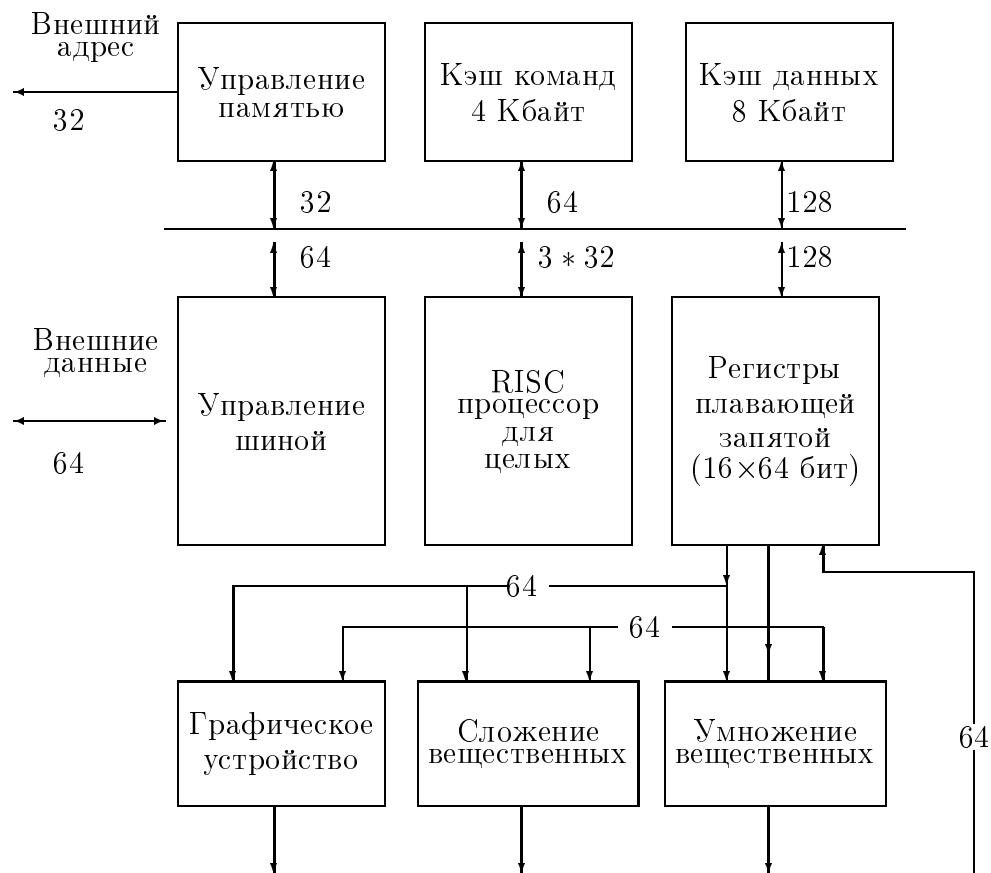 Внешний
адрес
32
Управление
памятью
Кэш команд
4 Кбайт
Кэш данных
8 Кбайт
32
64
128
64
3 ∗ 32
128
Внешние
данные
64
Управление
шиной
RISC
процессор
для
целых
Регистры
плавающей
запятой
(16×64 бит)
64
64
Графическое
устройство
Сложение
вещественных
Умножение
вещественных
64